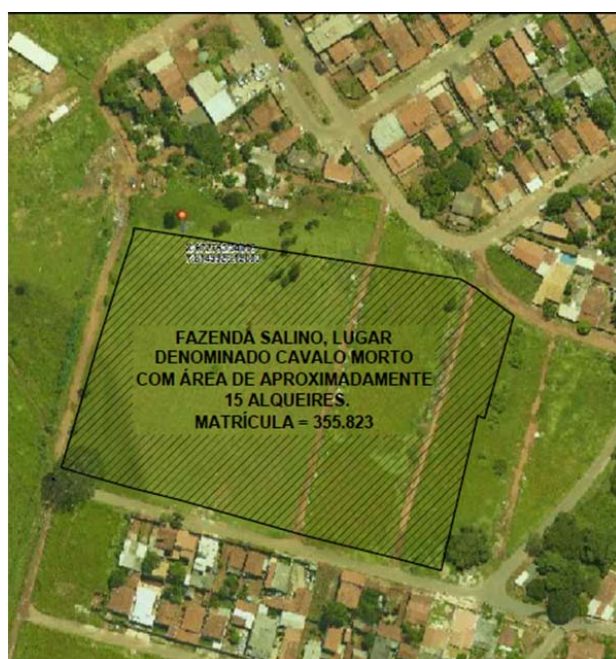 FAZENDA SALINO, LUGAR
DENOMINADO CAVALO MORTO
COM ÁREA DE APROXIMADAMENTE
15 ALQUEIRES.
MATRÍCULA = 355.823